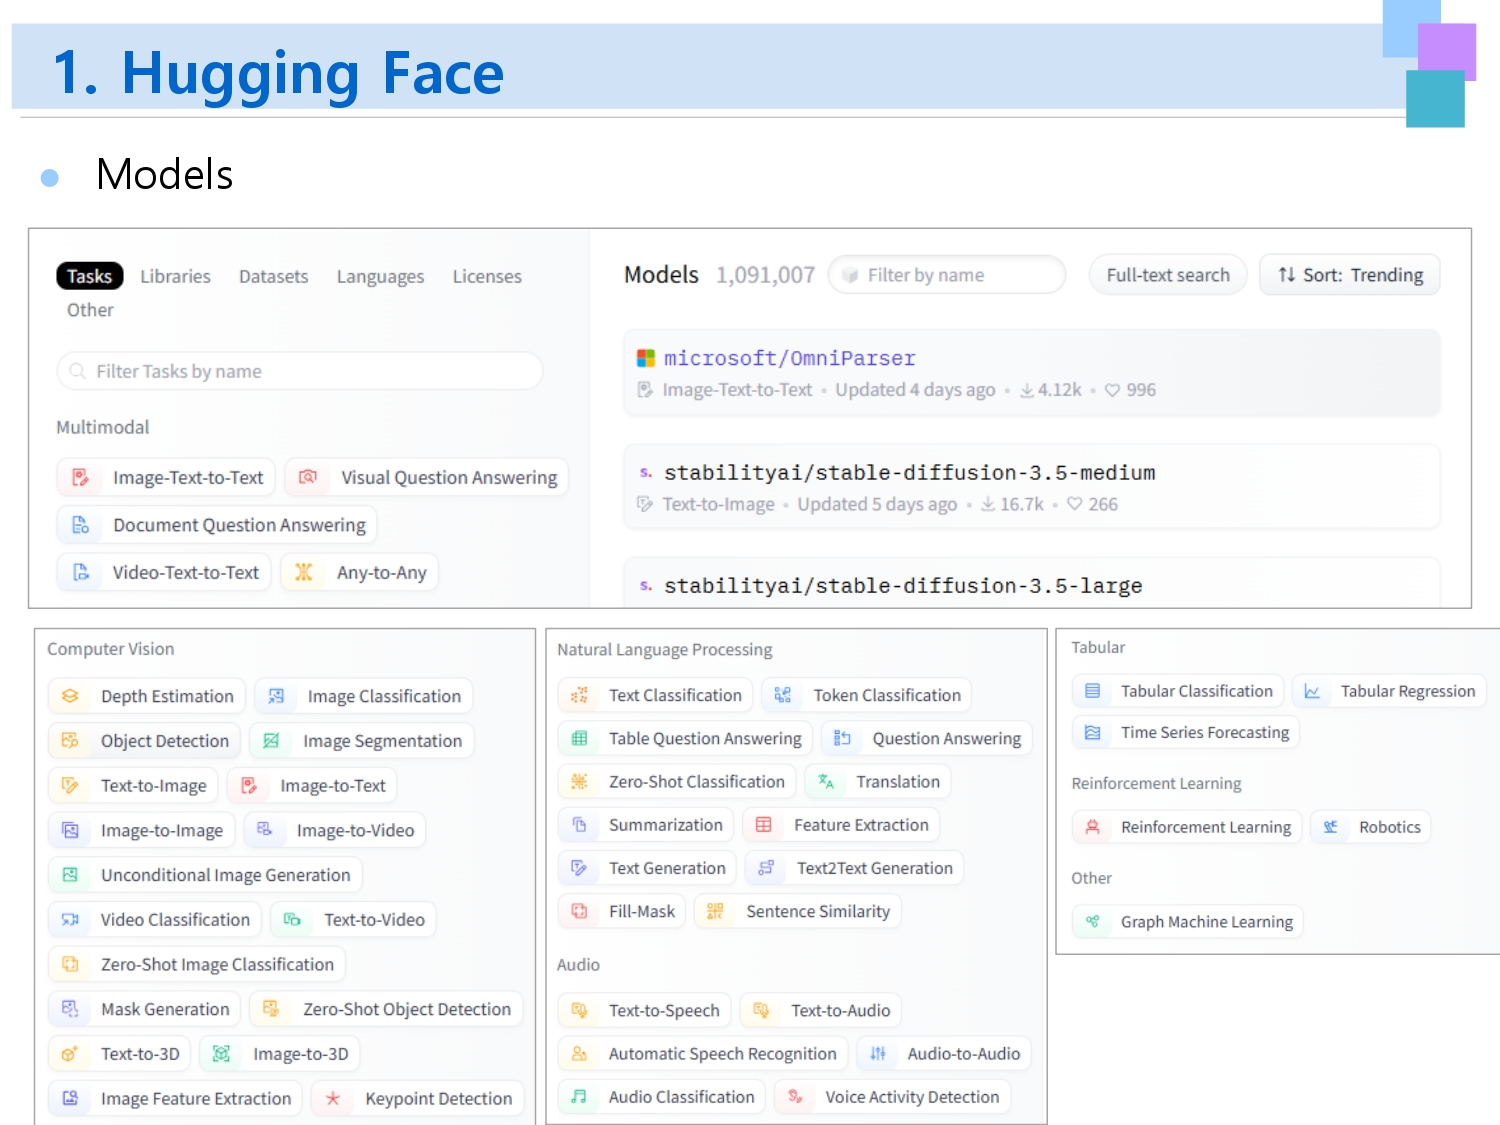 1. Hugging Face
Models
Tasks Libraries Datasets Languages Licenses
Other
Filter Tasks by name
Multimodal
Image-Text-to-Text Visual Question Answering
Document Question Answering
Video-Text-to-Text Any-to-Any
Models 1,091,007 Filter by name Full-text search Sort: Trending
microsoft/OmniParser
Image-Text-to-Text • Updated 4 days ago • 4.12k • 996
s. stabilityai/stable-diffusion-3.5-medium
Text-to-Image • Updated 5 days ago • 16.7k • 266
s. stabilityai/stable-diffusion-3.5-large
Computer Vision
Depth Estimation Image Classification
Object Detection Image Segmentation
Text-to-Image Image-to-Text
Image-to-Image Image-to-Video
Unconditional Image Generation
Video Classification Text-to-Video
Zero-Shot Image Classification
Mask Generation Zero-Shot Object Detection
Text-to-3D Image-to-3D
Image Feature Extraction Keypoint Detection
Natural Language Processing
Text Classification Token Classification
Table Question Answering Question Answering
Zero-Shot Classification Translation
Summarization Feature Extraction
Text Generation Text2Text Generation
Fill-Mask Sentence Similarity
Audio
Text-to-Speech Text-to-Audio
Automatic Speech Recognition Audio-to-Audio
Audio Classification Voice Activity Detection
Tabular
Tabular Classification Tabular Regression
Time Series Forecasting
Reinforcement Learning
Reinforcement Learning Robotics
Other
Graph Machine Learning